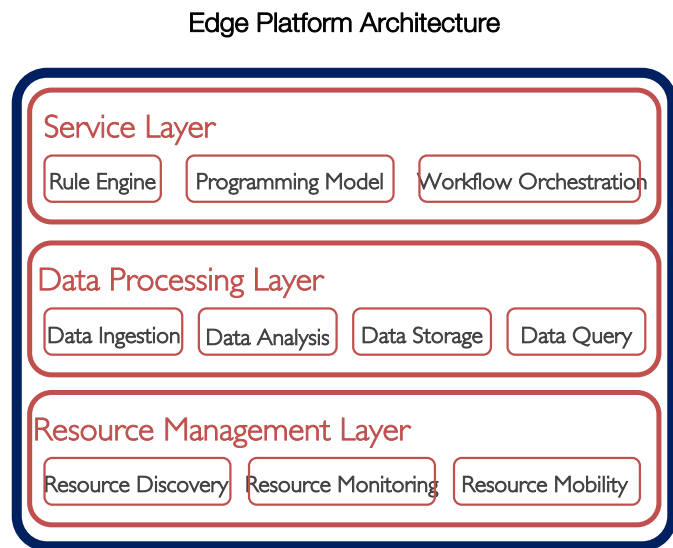 Edge Platform Architecture
Service Layer
Rule Engine
Programming Model
Workflow Orchestration
Data Processing Layer
Data Ingestion
Data Analysis
Data Storage
Data Query
Resource Management Layer
Resource Discovery
Resource Monitoring
Resource Mobility